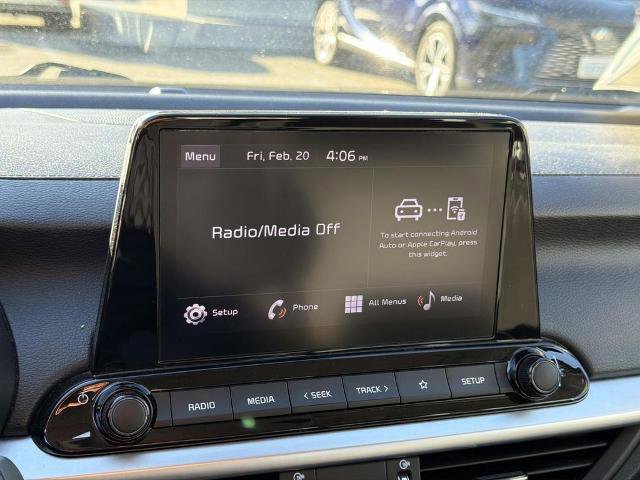 Menu Fri, Feb. 20 4:06 PM
Radio/Media Off
To start connecting Android
Auto or Apple CarPlay, press
this widget.
Setup Phone All Menus Media
RADIO MEDIA < SEEK TRACK > ☆ SETUP